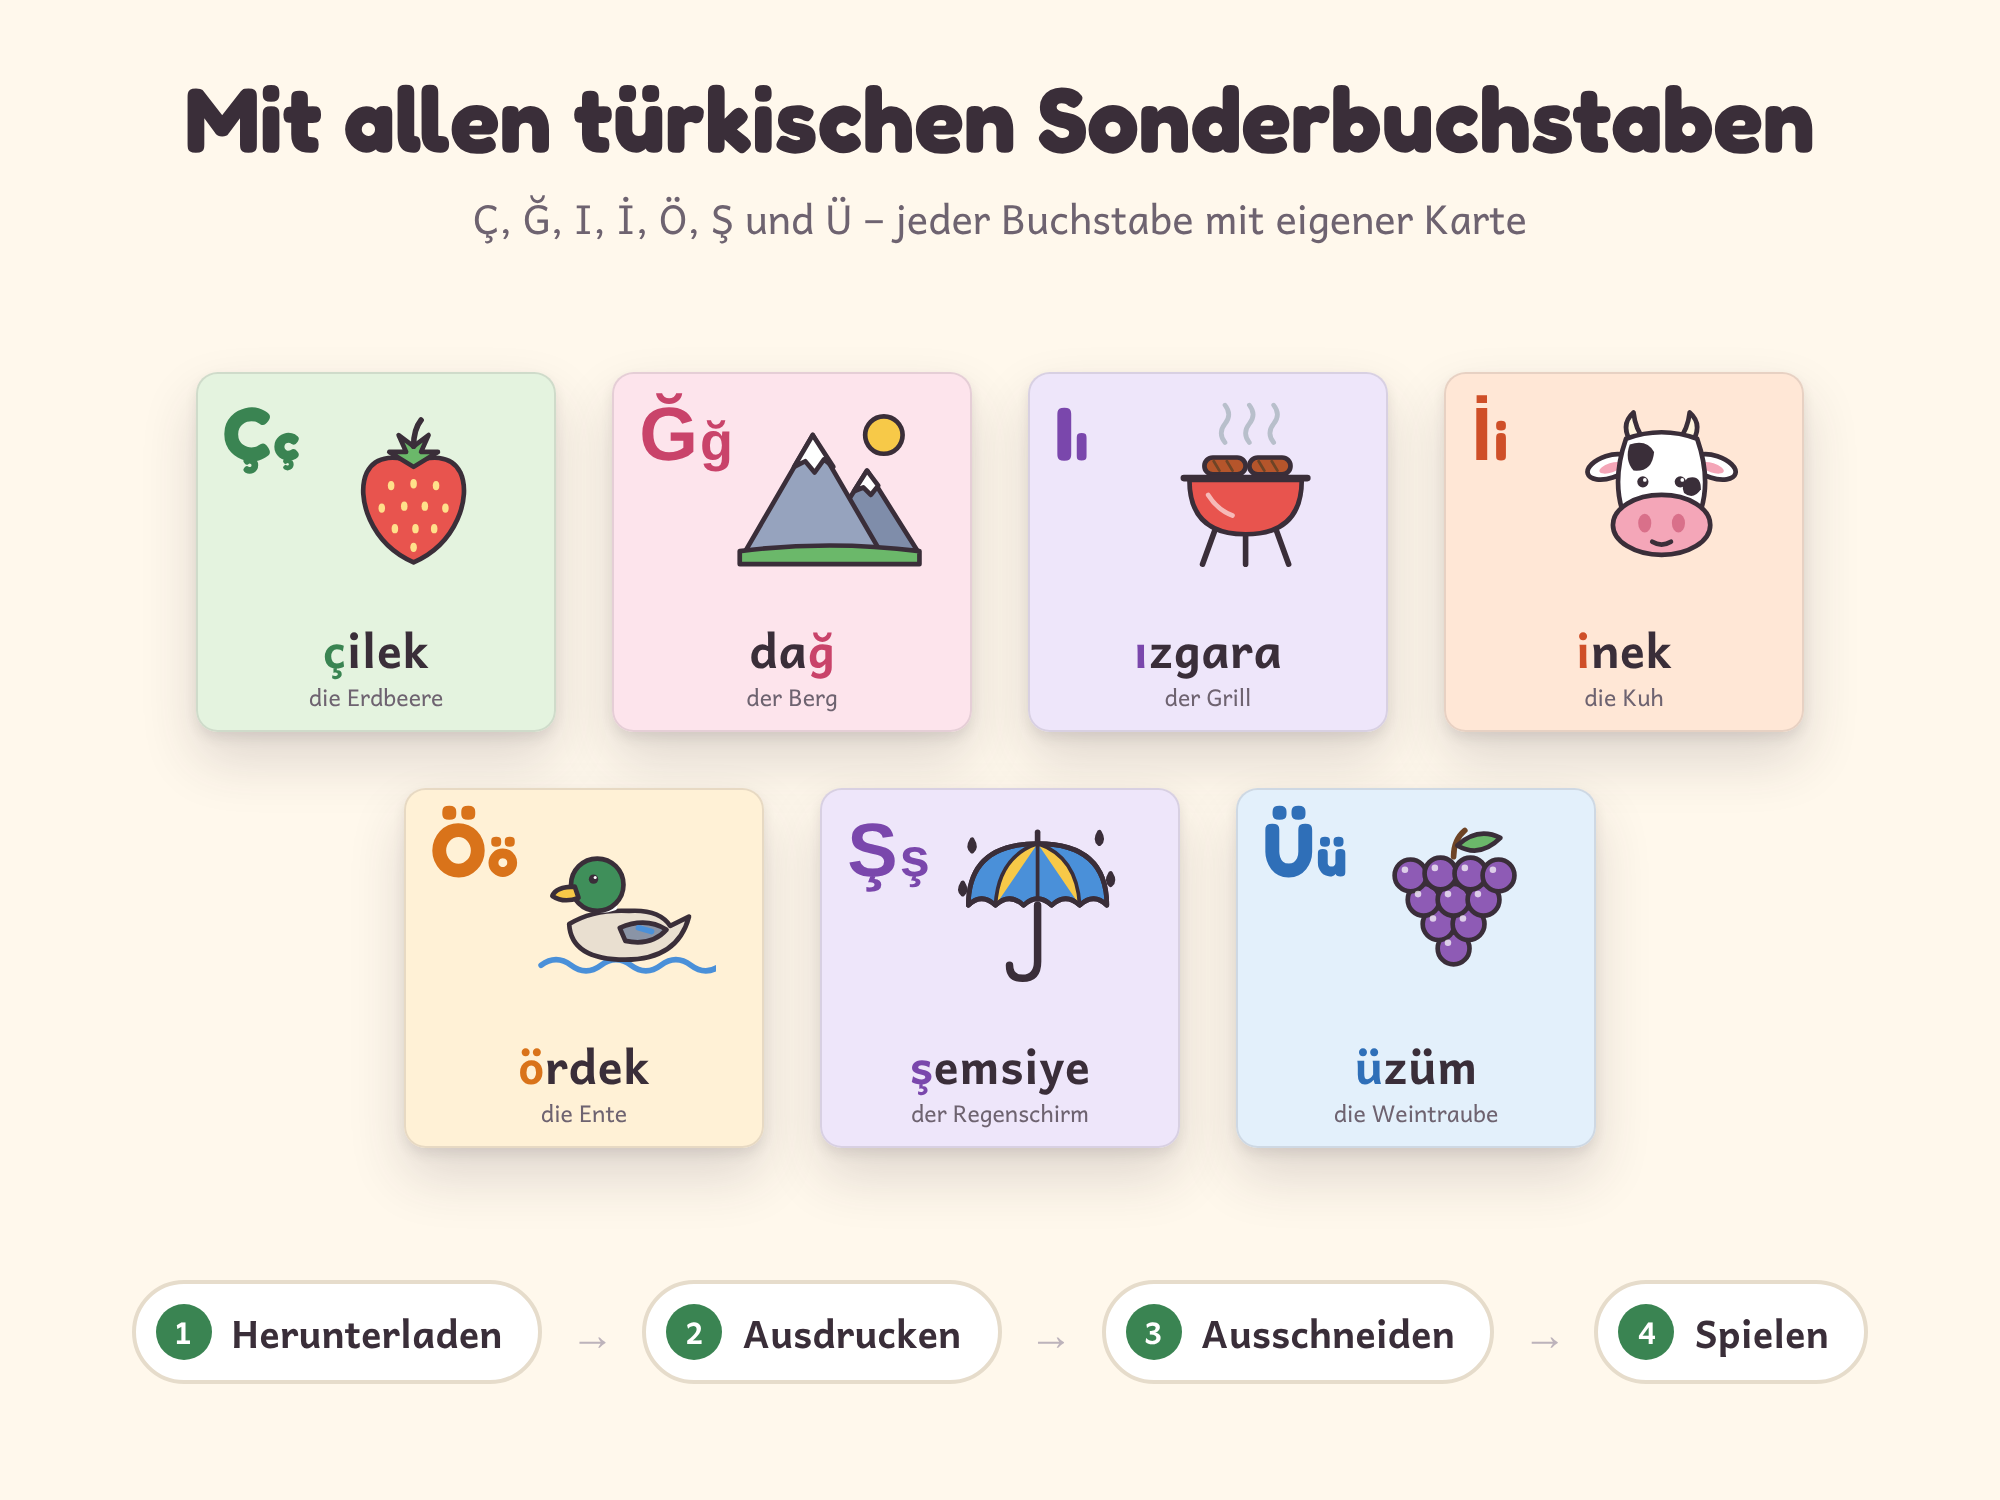 Mit allen türkischen Sonderbuchstaben
Ç, Ğ, I, İ, Ö, Ş und Ü – jeder Buchstabe mit eigener Karte
Çç
çilek
die Erdbeere
Ğğ
dağ
der Berg
Iı
ızgara
der Grill
İi
inek
die Kuh
Öö
ördek
die Ente
Şş
şemsiye
der Regenschirm
Üü
üzüm
die Weintraube
1 Herunterladen → 2 Ausdrucken → 3 Ausschneiden → 4 Spielen